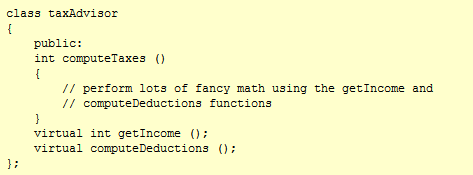 class taxAdvisor
{
    public:
    int computeTaxes ()
    {
        // perform lots of fancy math using the getIncome and
        // computeDeductions functions
    }
    virtual int getIncome ();
    virtual computeDeductions ();
};